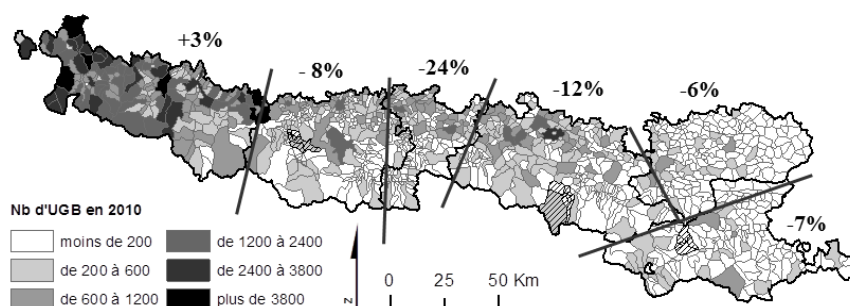 +3%
- 8%
-24%
-12%
-6%
-7%
Nb d'UGB en 2010
moins de 200
de 200 à 600
de 600 à 1200
de 1200 à 2400
de 2400 à 3800
plus de 3800
N
0 25 50 Km